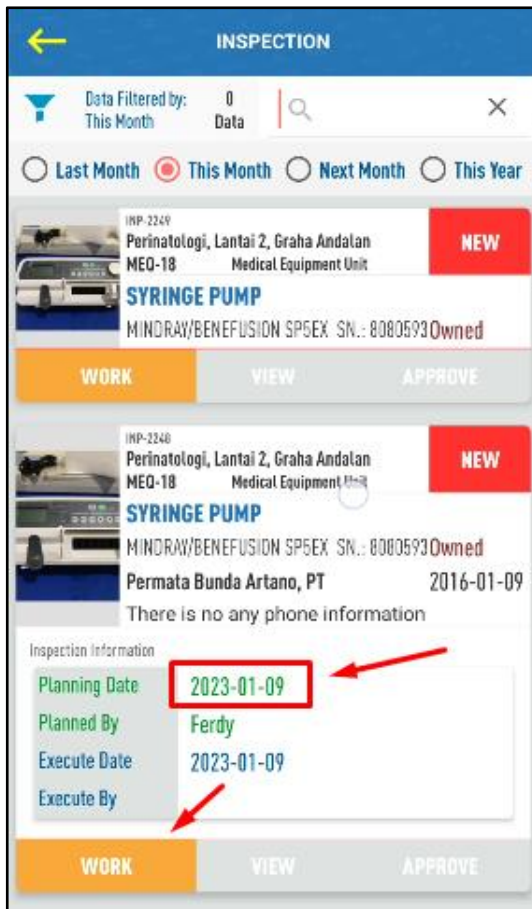 INSPECTION
Data Filtered by: 0
This Month Data
Last Month This Month Next Month This Year
INP-2249
Perinatologi, Lantai 2, Graha Andalan NEW
MEQ-18 Medical Equipment Unit
SYRINGE PUMP
MINDRAY/BENEFUSION SP5EX SN.: 8080593 Owned
WORK VIEW APPROVE
INP-2248
Perinatologi, Lantai 2, Graha Andalan NEW
MEQ-18 Medical Equipment Unit
SYRINGE PUMP
MINDRAY/BENEFUSION SP5EX SN.: 8080593 Owned
Permata Bunda Artano, PT 2016-01-09
There is no any phone information
Inspection Information
Planning Date 2023-01-09
Planned By Ferdy
Execute Date 2023-01-09
Execute By
WORK VIEW APPROVE